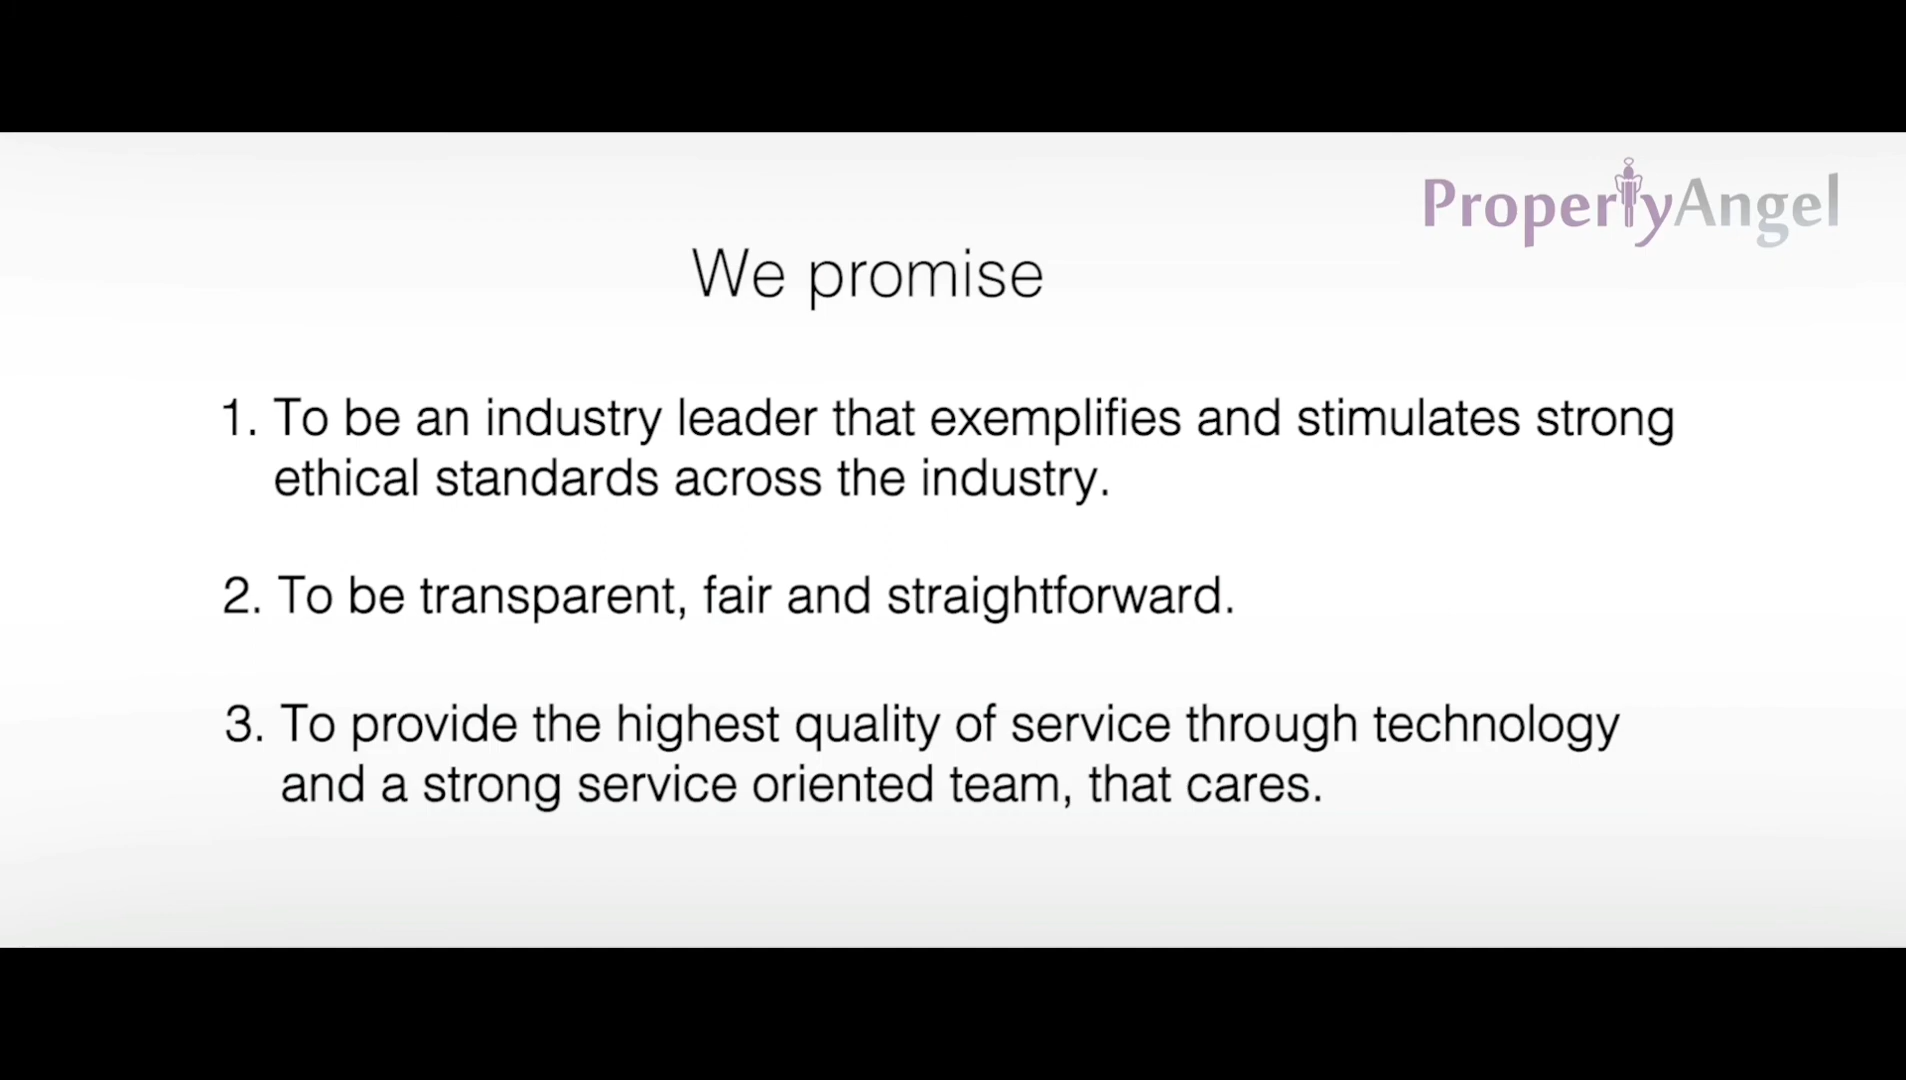 PropertyAngel
We promise
1. To be an industry leader that exemplifies and stimulates strong
ethical standards across the industry.
2. To be transparent, fair and straightforward.
3. To provide the highest quality of service through technology
and a strong service oriented team, that cares.